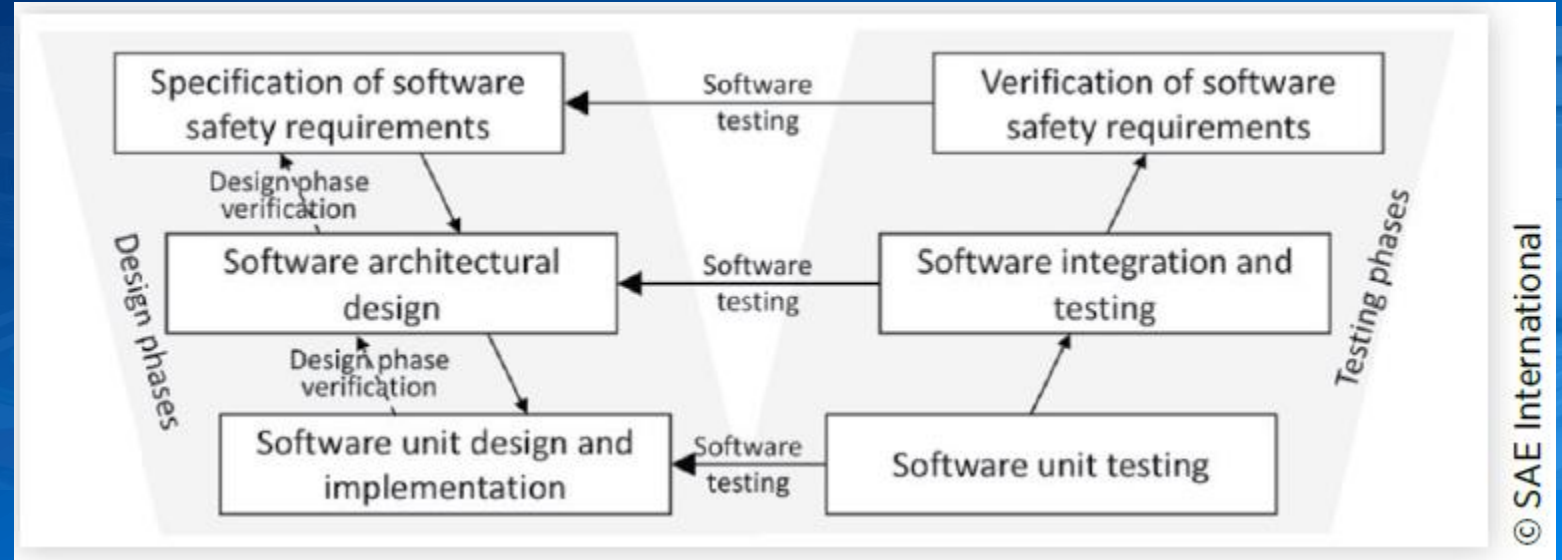 Specification of software
safety requirements
Software
testing
Verification of software
safety requirements
Design phase
verification
Software architectural
design
Software
testing
Software integration and
testing
Design phases
Testing phases
Design phase
verification
Software unit design and
implementation
Software
testing
Software unit testing
© SAE International